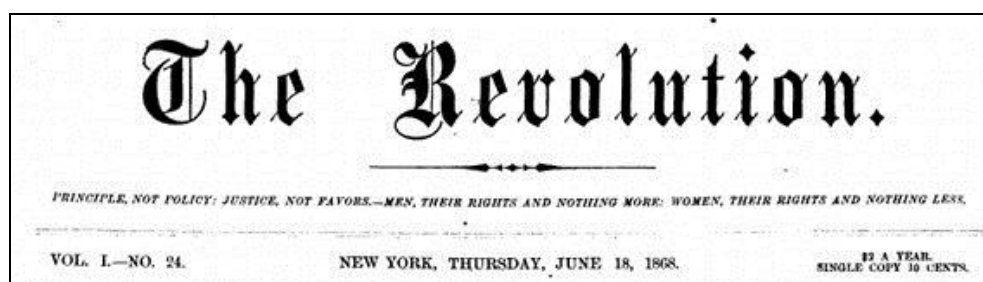 The Revolution.
PRINCIPLE, NOT POLICY: JUSTICE, NOT FAVORS.—MEN, THEIR RIGHTS AND NOTHING MORE: WOMEN, THEIR RIGHTS AND NOTHING LESS.
VOL. I.—NO. 24.
NEW YORK, THURSDAY, JUNE 18, 1868.
$2 A YEAR.
SINGLE COPY 10 CENTS.